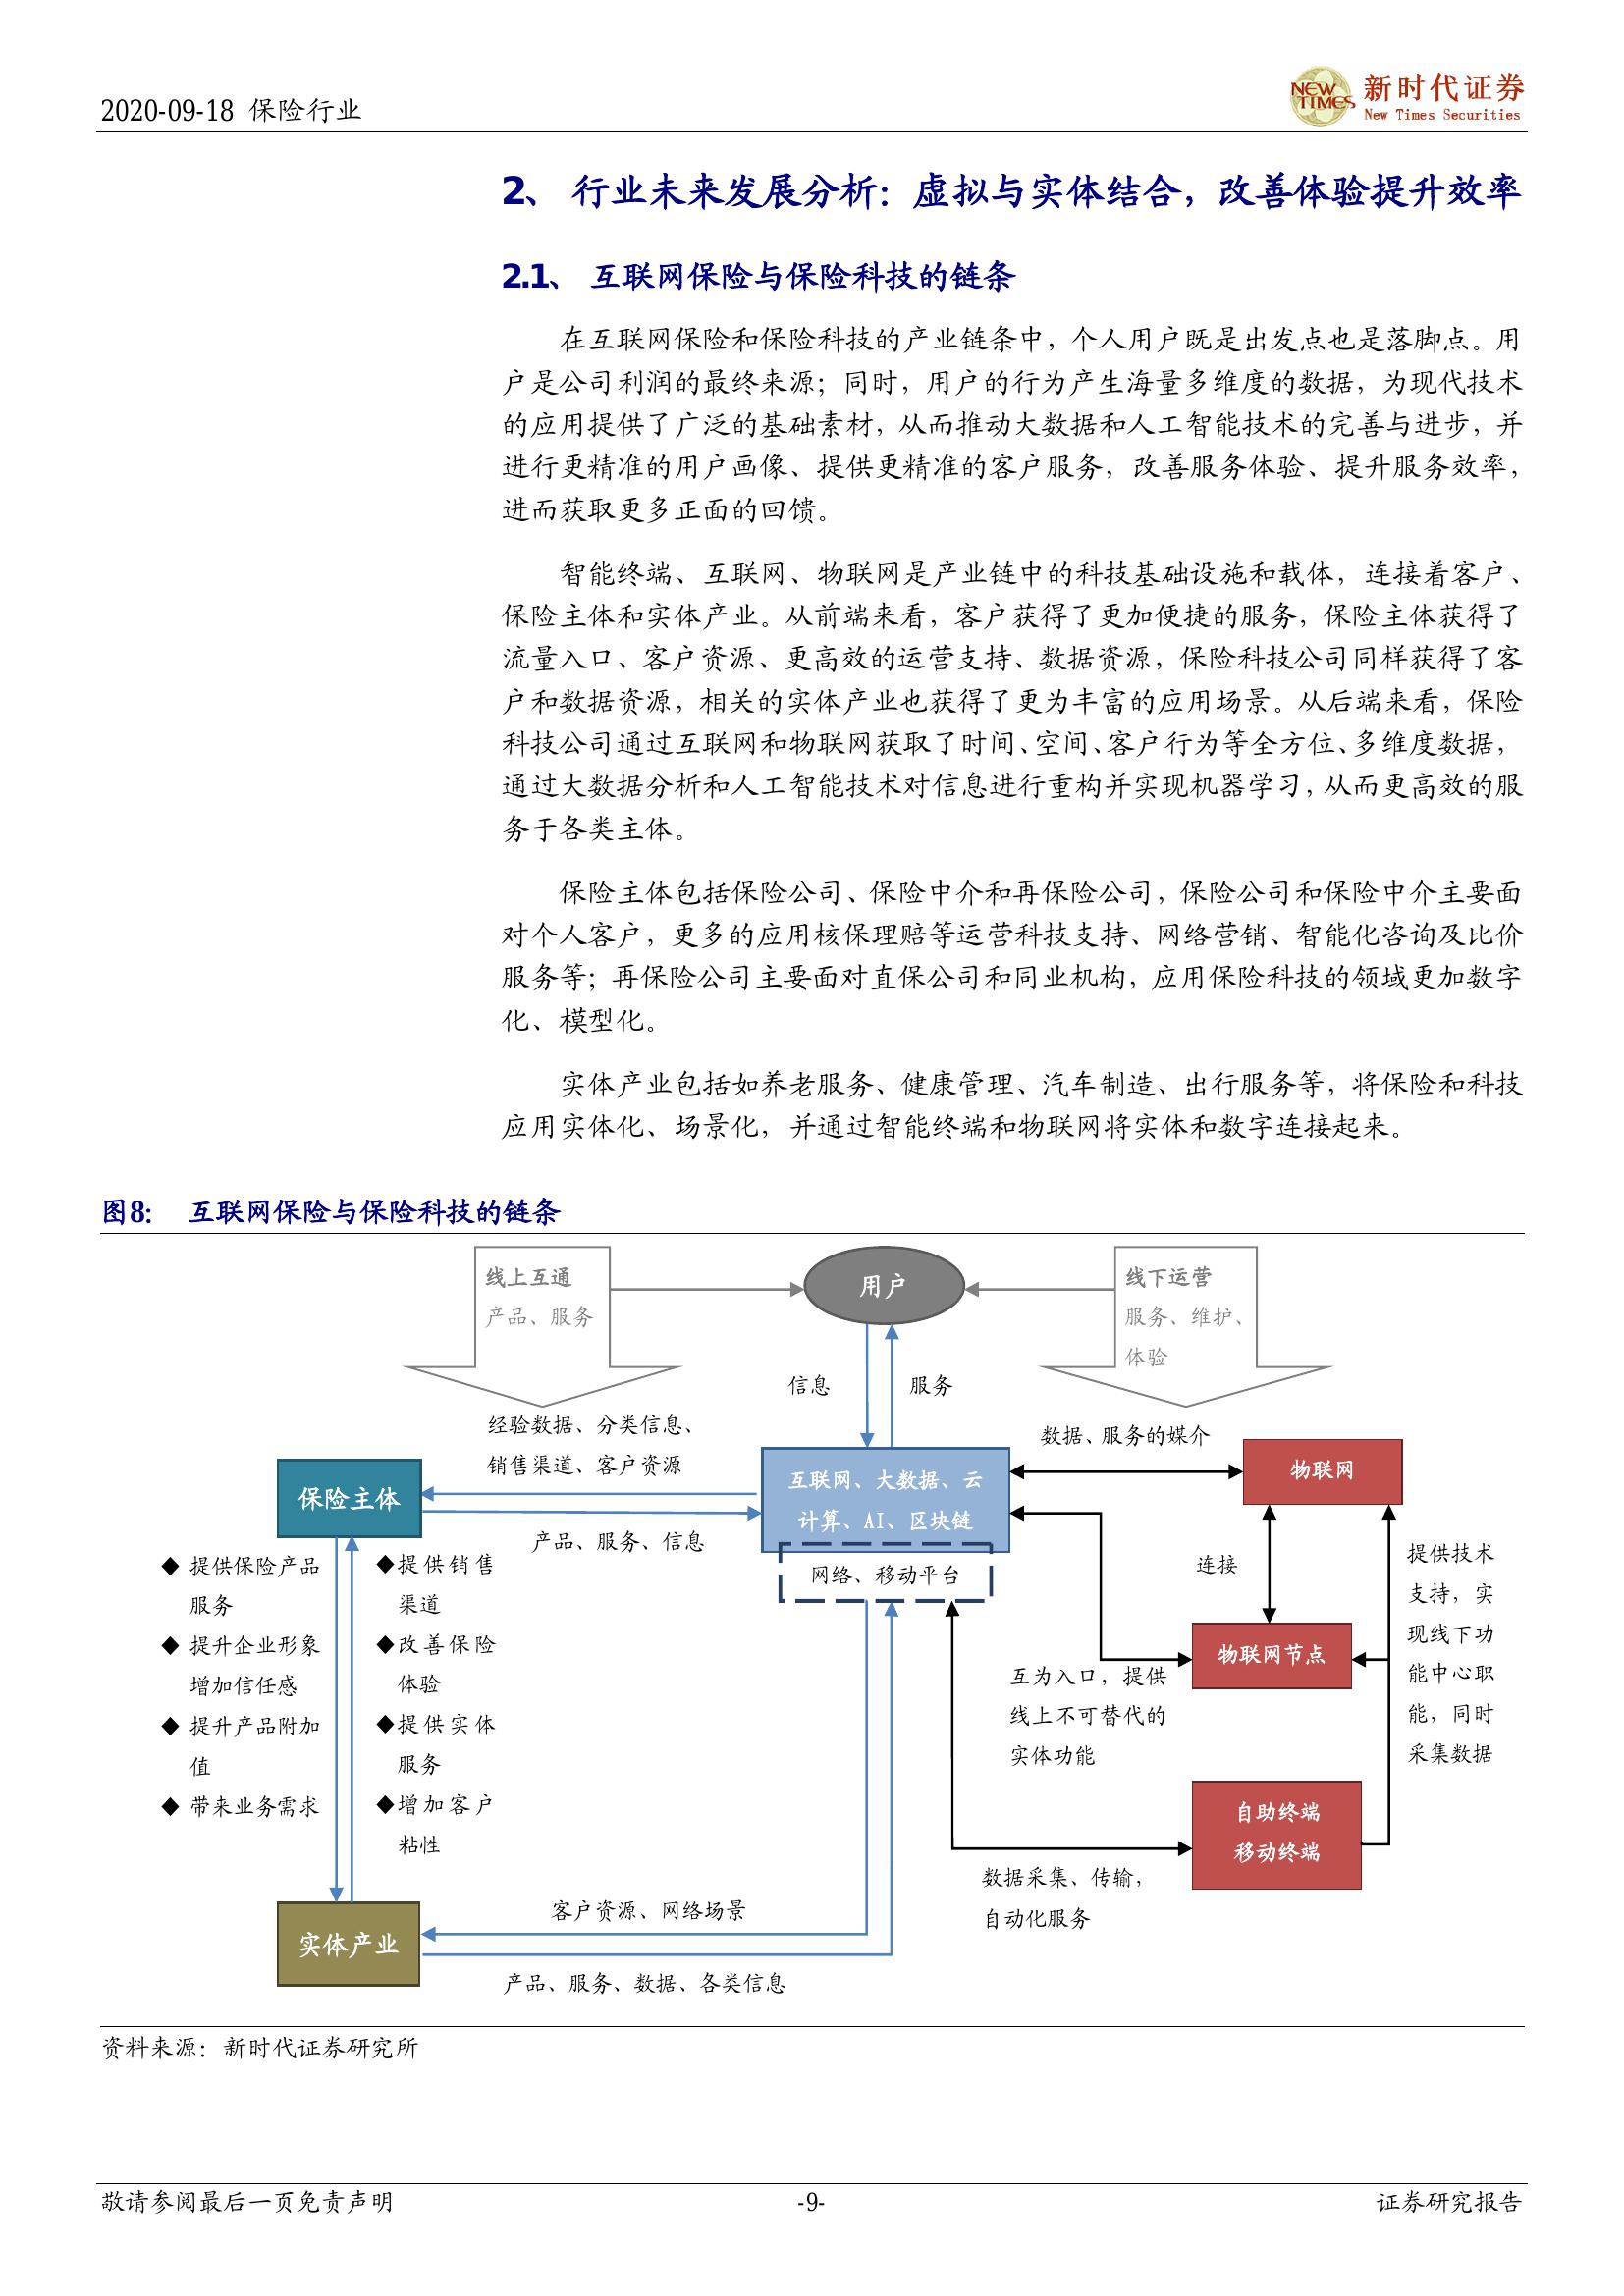 2020-09-18 保险行业
NEW TIMES
新时代证券
New Times Securities
2、 行业未来发展分析：虚拟与实体结合，改善体验提升效率
2.1、 互联网保险与保险科技的链条
在互联网保险和保险科技的产业链条中，个人用户既是出发点也是落脚点。用
户是公司利润的最终来源；同时，用户的行为产生海量多维度的数据，为现代技术
的应用提供了广泛的基础素材，从而推动大数据和人工智能技术的完善与进步，并
进行更精准的用户画像、提供更精准的客户服务，改善服务体验、提升服务效率，
进而获取更多正面的回馈。
智能终端、互联网、物联网是产业链中的科技基础设施和载体，连接着客户、
保险主体和实体产业。从前端来看，客户获得了更加便捷的服务，保险主体获得了
流量入口、客户资源、更高效的运营支持、数据资源，保险科技公司同样获得了客
户和数据资源，相关的实体产业也获得了更为丰富的应用场景。从后端来看，保险
科技公司通过互联网和物联网获取了时间、空间、客户行为等全方位、多维度数据，
通过大数据分析和人工智能技术对信息进行重构并实现机器学习，从而更高效的服
务于各类主体。
保险主体包括保险公司、保险中介和再保险公司，保险公司和保险中介主要面
对个人客户，更多的应用核保理赔等运营科技支持、网络营销、智能化咨询及比价
服务等；再保险公司主要面对直保公司和同业机构，应用保险科技的领域更加数字
化、模型化。
实体产业包括如养老服务、健康管理、汽车制造、出行服务等，将保险和科技
应用实体化、场景化，并通过智能终端和物联网将实体和数字连接起来。
图8： 互联网保险与保险科技的链条
线上互通
产品、服务
用户
线下运营
服务、维护、
体验
信息
服务
经验数据、分类信息、
销售渠道、客户资源
数据、服务的媒介
保险主体
互联网、大数据、云
计算、AI、区块链
物联网
产品、服务、信息
网络、移动平台
◆ 提供保险产品
服务
◆ 提升企业形象
增加信任感
◆ 提升产品附加
值
◆ 带来业务需求
◆提供销售
渠道
◆改善保险
体验
◆提供实体
服务
◆增加客户
粘性
连接
提供技术
支持，实
现线下功
能中心职
能，同时
采集数据
物联网节点
互为入口，提供
线上不可替代的
实体功能
自助终端
移动终端
数据采集、传输，
自动化服务
客户资源、网络场景
实体产业
产品、服务、数据、各类信息
资料来源：新时代证券研究所
敬请参阅最后一页免责声明
-9-
证券研究报告